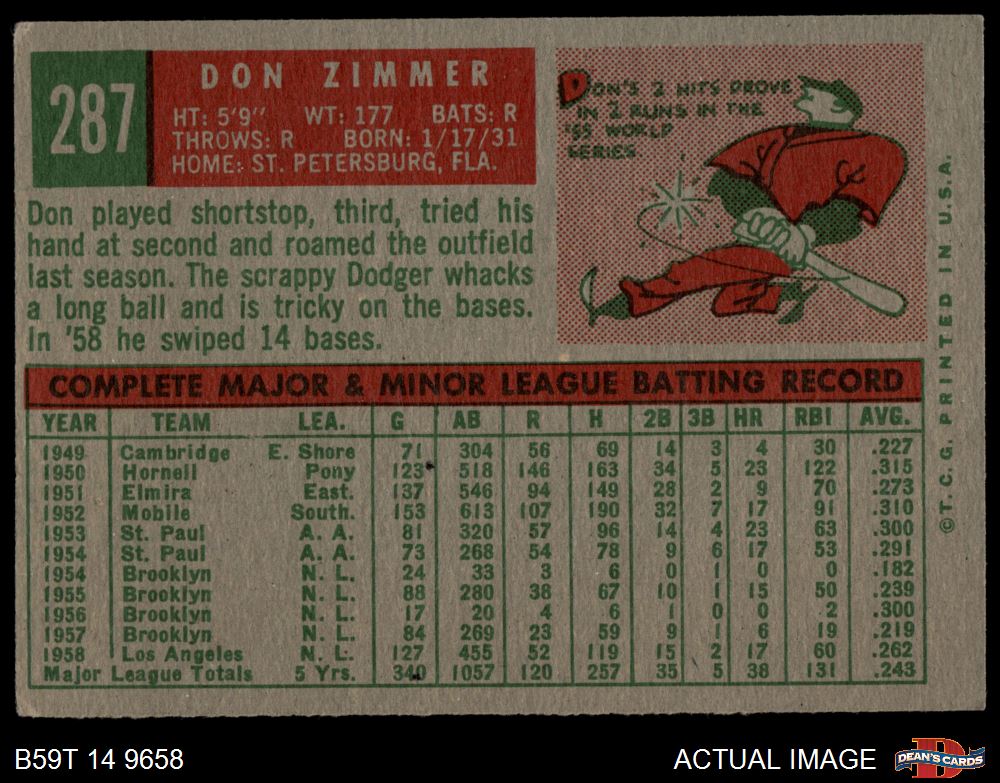 287
DON ZIMMER
HT: 5'9" WT: 177 BATS: R
THROWS: R BORN: 1/17/31
HOME: ST. PETERSBURG, FLA.
DON'S 2 HITS PROVE
IN 2 RUNS IN THE
'55 WORLD
SERIES
Don played shortstop, third, tried his
hand at second and roamed the outfield
last season. The scrappy Dodger whacks
a long ball and is tricky on the bases.
In '58 he swiped 14 bases.
COMPLETE MAJOR & MINOR LEAGUE BATTING RECORD
YEAR TEAM LEA. G AB R H 2B 3B HR RBI AVG.
1949 Cambridge E. Shore 71 304 56 69 14 3 4 30 .227
1950 Hornell Pony 123 518 146 163 34 5 23 122 .315
1951 Elmira East. 137 546 94 149 28 2 9 70 .273
1952 Mobile South. 153 613 107 190 32 7 17 91 .310
1953 St. Paul A. A. 81 320 57 96 14 4 23 63 .300
1954 St. Paul A. A. 73 268 54 78 9 6 17 53 .291
1954 Brooklyn N. L. 24 33 3 6 0 1 0 0 .182
1955 Brooklyn N. L. 88 280 38 67 10 1 15 50 .239
1956 Brooklyn N. L. 17 20 4 6 1 0 0 2 .300
1957 Brooklyn N. L. 84 269 23 59 9 1 6 19 .219
1958 Los Angeles N. L. 127 455 52 119 15 2 17 60 .262
Major League Totals 5 Yrs. 340 1057 120 257 35 5 38 131 .243
©T.C.G. PRINTED IN U.S.A.
B59T 14 9658
ACTUAL IMAGE
D
DEAN'S CARDS